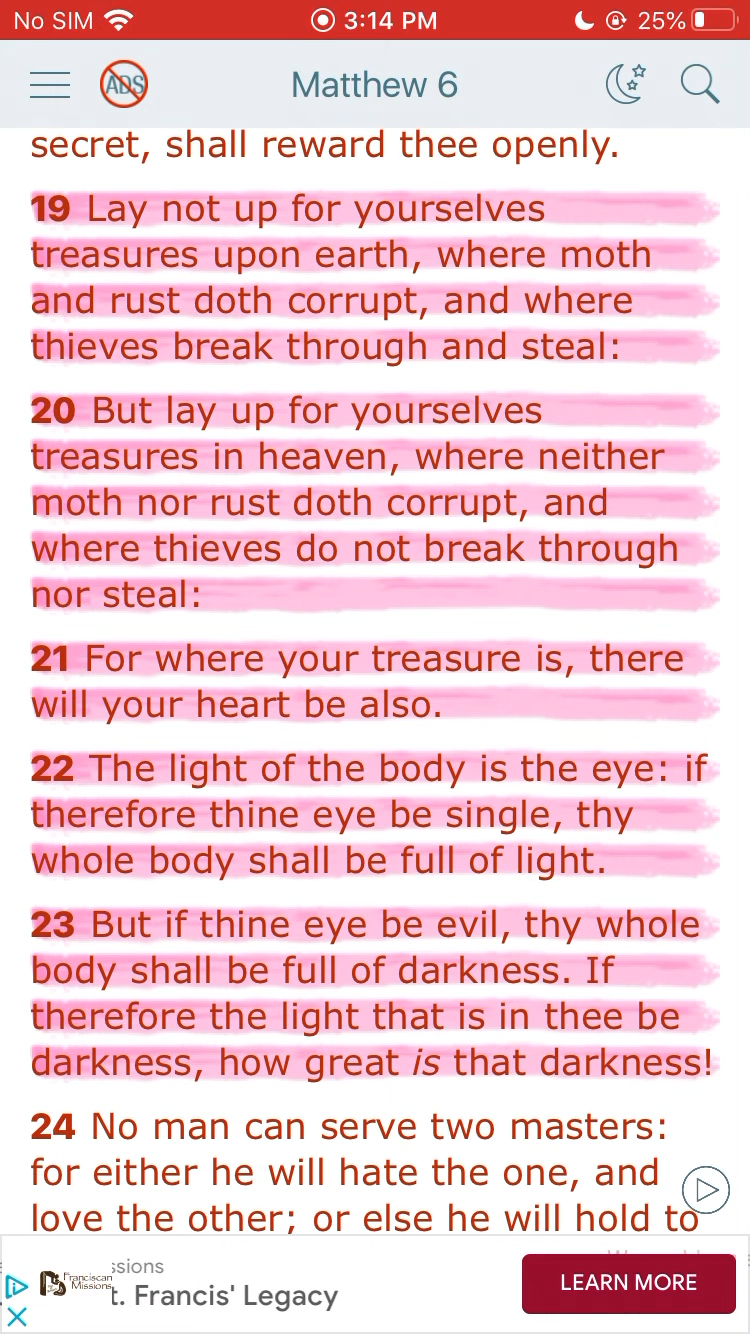 No SIM 3:14 PM 25%
ADS Matthew 6
secret, shall reward thee openly.
19 Lay not up for yourselves
treasures upon earth, where moth
and rust doth corrupt, and where
thieves break through and steal:
20 But lay up for yourselves
treasures in heaven, where neither
moth nor rust doth corrupt, and
where thieves do not break through
nor steal:
21 For where your treasure is, there
will your heart be also.
22 The light of the body is the eye: if
therefore thine eye be single, thy
whole body shall be full of light.
23 But if thine eye be evil, thy whole
body shall be full of darkness. If
therefore the light that is in thee be
darkness, how great is that darkness!
24 No man can serve two masters:
for either he will hate the one, and
love the other; or else he will hold to
ssions
Franciscan
Missions
t. Francis' Legacy
LEARN MORE